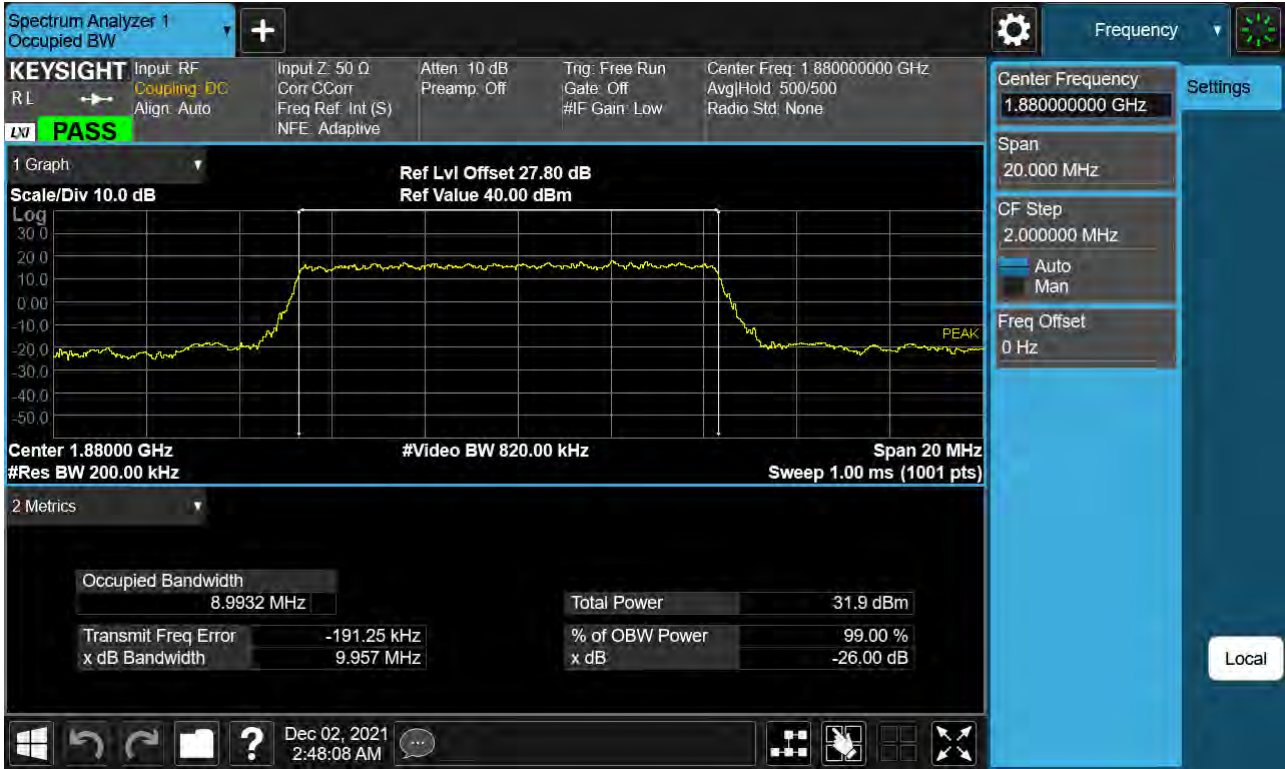 Spectrum Analyzer 1
Occupied BW
Frequency
KEYSIGHT
R L
LXI
PASS
Input: RF
Coupling: DC
Align: Auto
Input Z: 50 Ω
Corr CCorr
Freq Ref: Int (S)
NFE: Adaptive
Atten: 10 dB
Preamp: Off
Trig: Free Run
Gate: Off
#IF Gain: Low
Center Freq: 1.880000000 GHz
Avg|Hold: 500/500
Radio Std: None
1 Graph
Scale/Div 10.0 dB
Ref Lvl Offset 27.80 dB
Ref Value 40.00 dBm
Log
30.0
20.0
10.0
0.00
-10.0
-20.0
-30.0
-40.0
-50.0
PEAK
Center 1.88000 GHz
#Video BW 820.00 kHz
Span 20 MHz
#Res BW 200.00 kHz
Sweep 1.00 ms (1001 pts)
2 Metrics
Occupied Bandwidth
8.9932 MHz
Transmit Freq Error -191.25 kHz
x dB Bandwidth 9.957 MHz
Total Power 31.9 dBm
% of OBW Power 99.00 %
x dB -26.00 dB
Dec 02, 2021
2:48:08 AM
Center Frequency
1.880000000 GHz
Span
20.000 MHz
CF Step
2.000000 MHz
Auto
Man
Freq Offset
0 Hz
Settings
Local